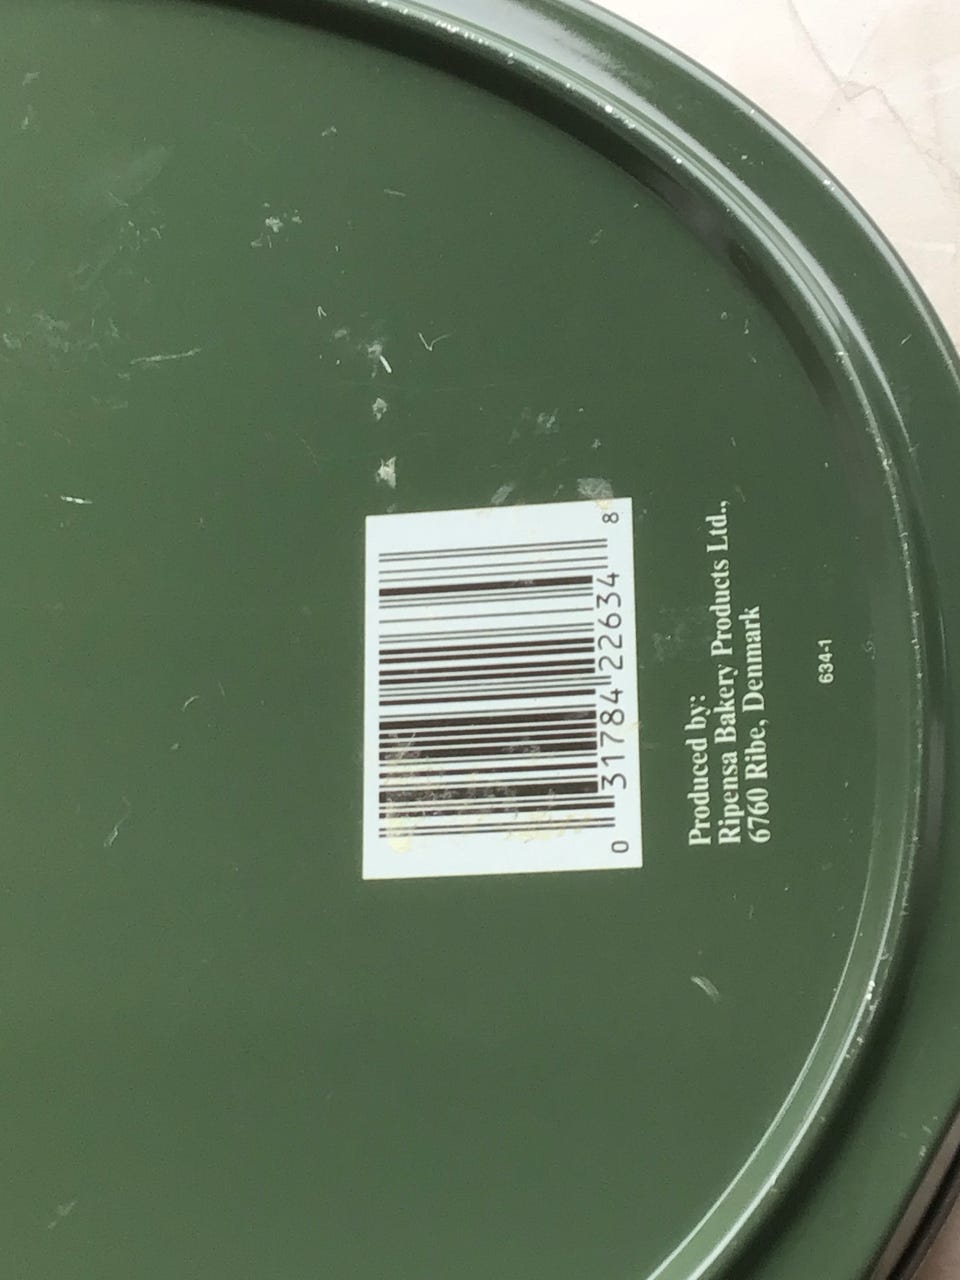 0 31784 22634 8
Produced by:
Ripensa Bakery Products Ltd.,
6760 Ribe, Denmark
634-1